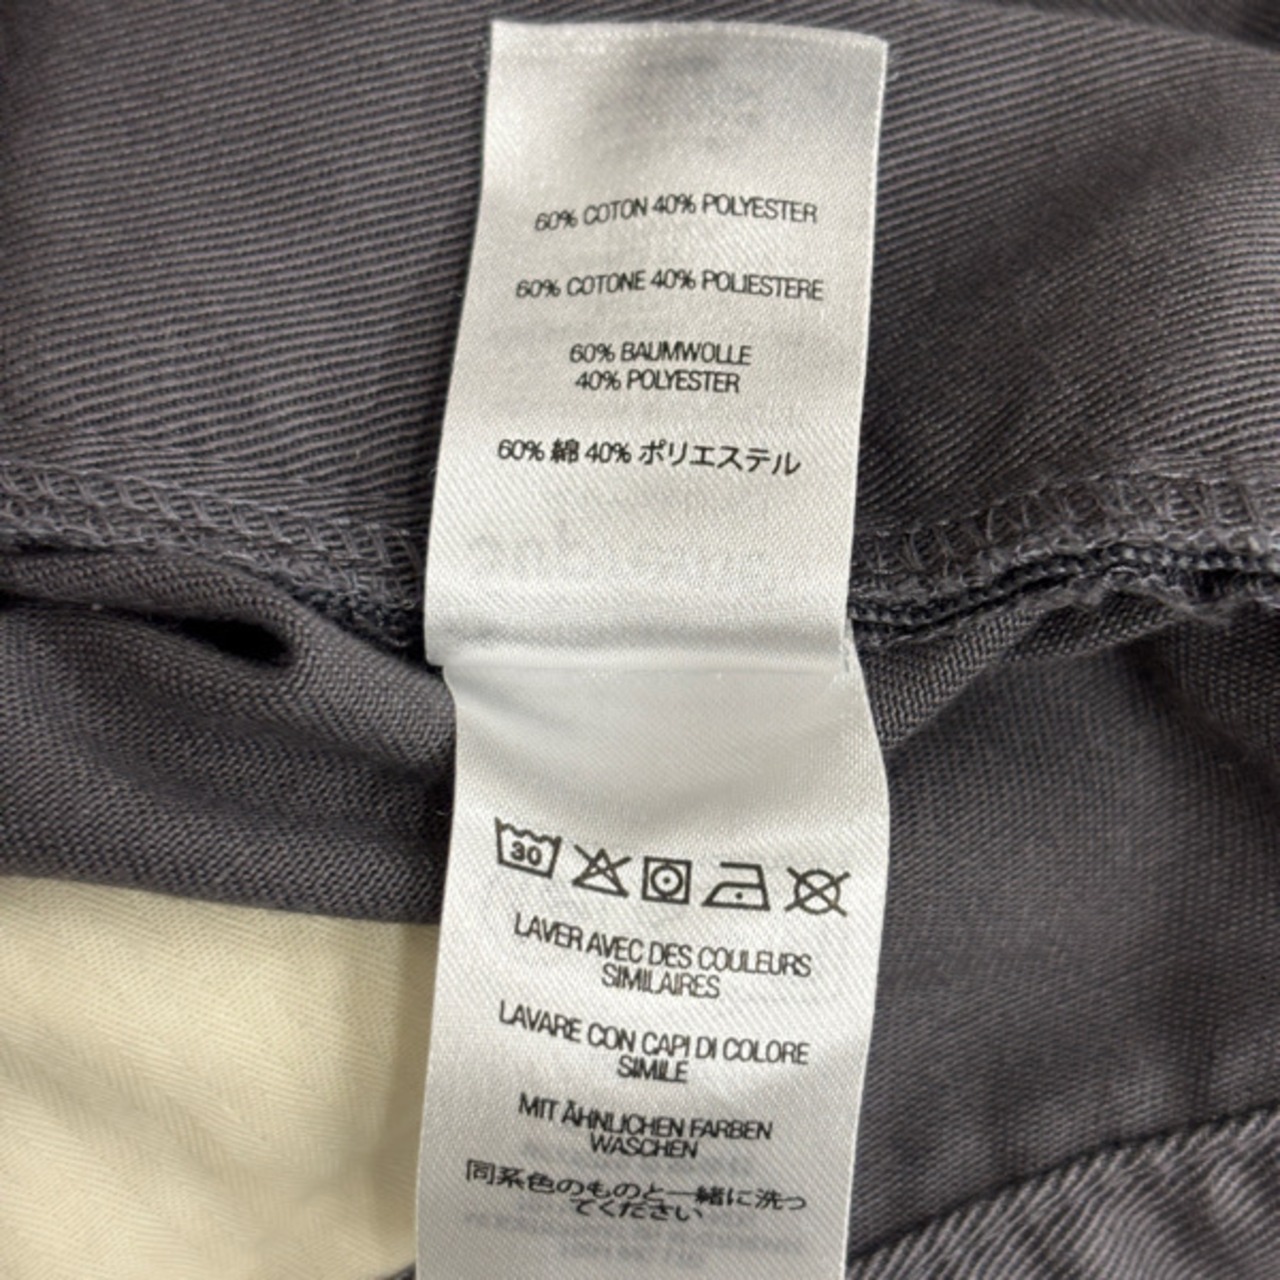 60% COTON 40% POLYESTER
60% COTONE 40% POLIESTERE
60% BAUMWOLLE
40% POLYESTER
60% 綿 40% ポリエステル
30
LAVER AVEC DES COULEURS
SIMILAIRES
LAVARE CON CAPI DI COLORE
SIMILE
MIT ÄHNLICHEN FARBEN
WASCHEN
同系色のものと一緒に洗っ
てください